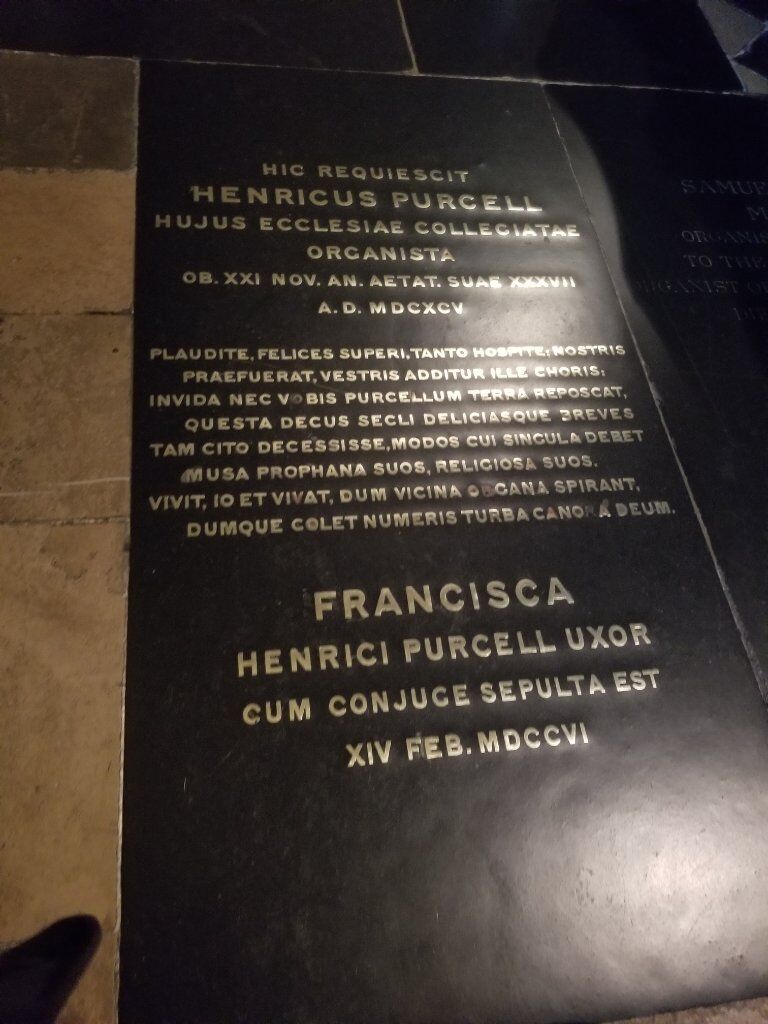 HIC REQUIESCIT
HENRICUS PURCELL
HUJUS ECCLESIAE COLLEGIATAE
ORGANISTA
OB. XXI NOV. AN. AETAT. SUAE XXXVII
A. D. MDCXCV
PLAUDITE, FELICES SUPERI, TANTO HOSPITE; NOSTRIS
PRAEFUERAT, VESTRIS ADDITUR ILLE CHORIS:
INVIDA NEC VOBIS PURCELLUM TERRA REPOSCAT,
QUESTA DECUS SECLI DELICIASQUE BREVES
TAM CITO DECESSISSE, MODOS CUI SINGULA DEBET
MUSA PROPHANA SUOS, RELIGIOSA SUOS.
VIVIT, IO ET VIVAT, DUM VICINA ORGANA SPIRANT,
DUMQUE COLET NUMERIS TURBA CANORA DEUM.
FRANCISCA
HENRICI PURCELL UXOR
CUM CONJUGE SEPULTA EST
XIV FEB. MDCCVI
TO THE